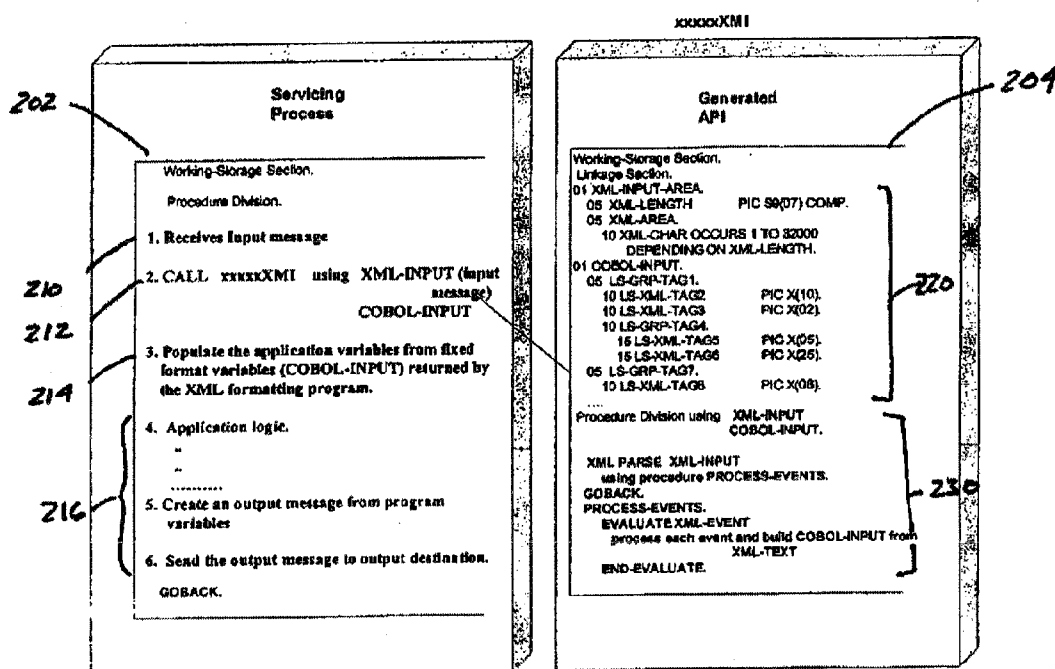 xxxxxXMI
202
204
Servicing
Process
Working-Storage Section.
Procedure Division.
1. Receives Input message
2. CALL xxxxxXMI using XML-INPUT (input
message)
COBOL-INPUT
3. Populate the application variables from fixed
format variables (COBOL-INPUT) returned by
the XML formatting program.
4. Application logic.
"
"
..........
5. Create an output message from program
variables
6. Send the output message to output destination.
GOBACK.
210
212
214
216
Generated
API
Working-Storage Section.
Linkage Section.
01 XML-INPUT-AREA.
05 XML-LENGTH PIC S9(07) COMP.
05 XML-AREA.
10 XML-CHAR OCCURS 1 TO 32000
DEPENDING ON XML-LENGTH.
01 COBOL-INPUT.
05 LS-GRP-TAG1.
10 LS-XML-TAG2 PIC X(10).
10 LS-XML-TAG3 PIC X(02).
10 LS-GRP-TAG4.
15 LS-XML-TAG5 PIC X(05).
15 LS-XML-TAG6 PIC X(25).
05 LS-GRP-TAG7.
10 LS-XML-TAG8 PIC X(08).
....
Procedure Division using XML-INPUT
COBOL-INPUT.
XML PARSE XML-INPUT
using procedure PROCESS-EVENTS.
GOBACK.
PROCESS-EVENTS.
EVALUATE XML-EVENT
process each event and build COBOL-INPUT from
XML-TEXT
END-EVALUATE.
220
230